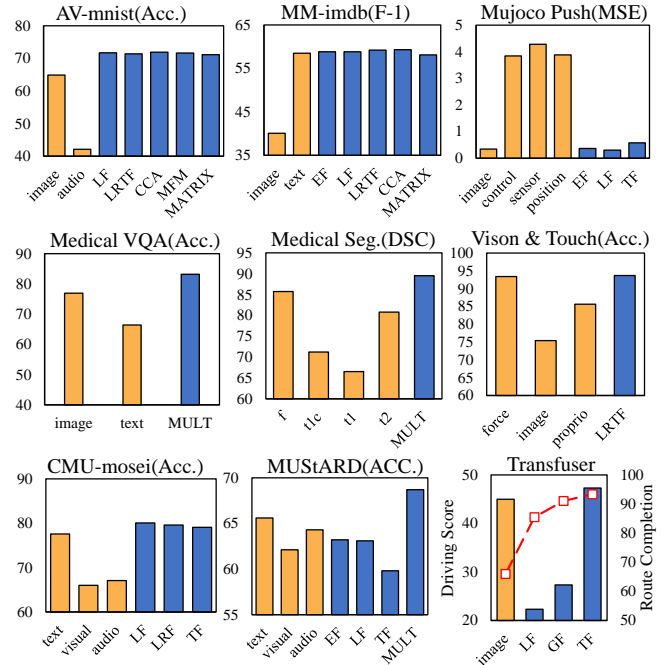 AV-mnist(Acc.)
80
70
60
50
40
image
audio
LF
LRTF
CCA
MFM
MATRIX
MM-imdb(F-1)
65
55
45
35
image
text
EF
LF
LRTF
CCA
MATRIX
Mujoco Push(MSE)
5
4
3
2
1
0
image
control
sensor
position
EF
LF
TF
Medical VQA(Acc.)
90
80
70
60
50
40
image
text
MULT
Medical Seg.(DSC)
95
90
85
80
75
70
65
60
f
t1c
t1
t2
MULT
Vison & Touch(Acc.)
100
95
90
85
80
75
70
65
60
force
image
proprio
LRTF
CMU-mosei(Acc.)
90
80
70
60
text
visual
audio
LF
LRF
TF
MUStARD(ACC.)
70
65
60
55
text
visual
audio
EF
LF
TF
MULT
Transfuser
Driving Score
50
40
30
20
image
LF
GF
TF
100
90
80
70
60
50
Route Completion